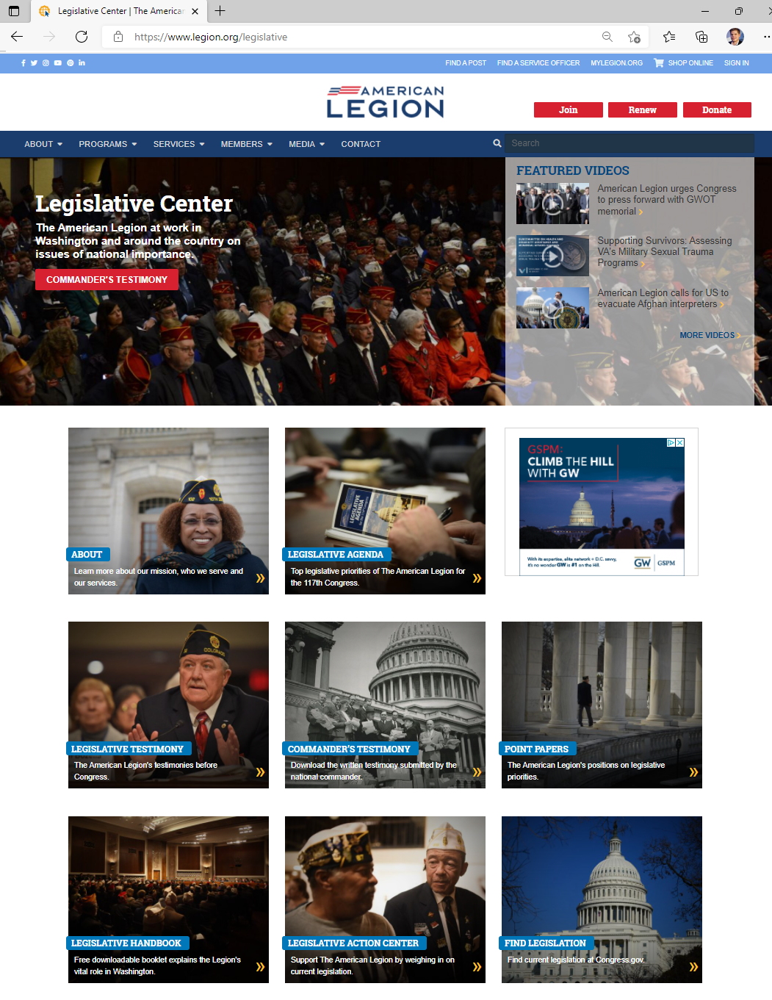 Legislative Center | The American
https://www.legion.org/legislative
FIND A POST FIND A SERVICE OFFICER MYLEGION.ORG SHOP ONLINE SIGN IN
AMERICAN
LEGION
Join Renew Donate
ABOUT PROGRAMS SERVICES MEMBERS MEDIA CONTACT Search
Legislative Center
The American Legion at work in
Washington and around the country on
issues of national importance.
COMMANDER'S TESTIMONY
FEATURED VIDEOS
American Legion urges Congress
to press forward with GWOT
memorial
Supporting Survivors: Assessing
VA's Military Sexual Trauma
Programs
American Legion calls for US to
evacuate Afghan interpreters
MORE VIDEOS
ABOUT
Learn more about our mission, who we serve and
our services.
LEGISLATIVE
AGENDA
LEGISLATIVE AGENDA
Top legislative priorities of The American Legion for
the 117th Congress.
GSPM:
CLIMB THE HILL
WITH GW
With its expertise, elite network + D.C. savvy,
it's no wonder GW is #1 on the Hill.
GW GSPM
COLORADO
LEGISLATIVE TESTIMONY
The American Legion's testimonies before
Congress.
COMMANDER'S TESTIMONY
Download the written testimony submitted by the
national commander.
POINT PAPERS
The American Legion's positions on legislative
priorities.
LEGISLATIVE HANDBOOK
Free downloadable booklet explains the Legion's
vital role in Washington.
LEGISLATIVE ACTION CENTER
Support The American Legion by weighing in on
current legislation.
FIND LEGISLATION
Find current legislation at Congress.gov.